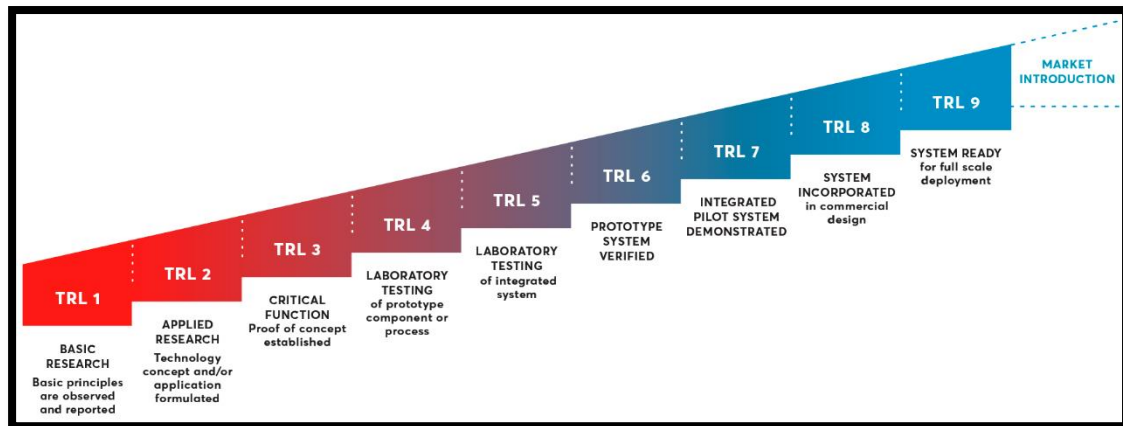 TRL 1
BASIC
RESEARCH
Basic principles
are observed
and reported
TRL 2
APPLIED
RESEARCH
Technology
concept and/or
application
formulated
TRL 3
CRITICAL
FUNCTION
Proof of concept
established
TRL 4
LABORATORY
TESTING
of prototype
component or
process
TRL 5
LABORATORY
TESTING
of integrated
system
TRL 6
PROTOTYPE
SYSTEM
VERIFIED
TRL 7
INTEGRATED
PILOT SYSTEM
DEMONSTRATED
TRL 8
SYSTEM
INCORPORATED
in commercial
design
TRL 9
SYSTEM READY
for full scale
deployment
MARKET
INTRODUCTION